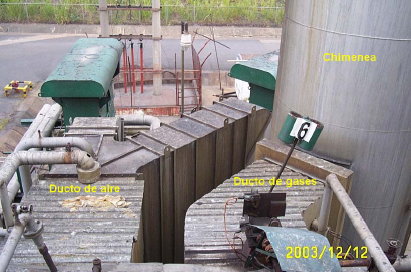 Chimenea
6
Ducto de aire
Ducto de gases
2003/12/12